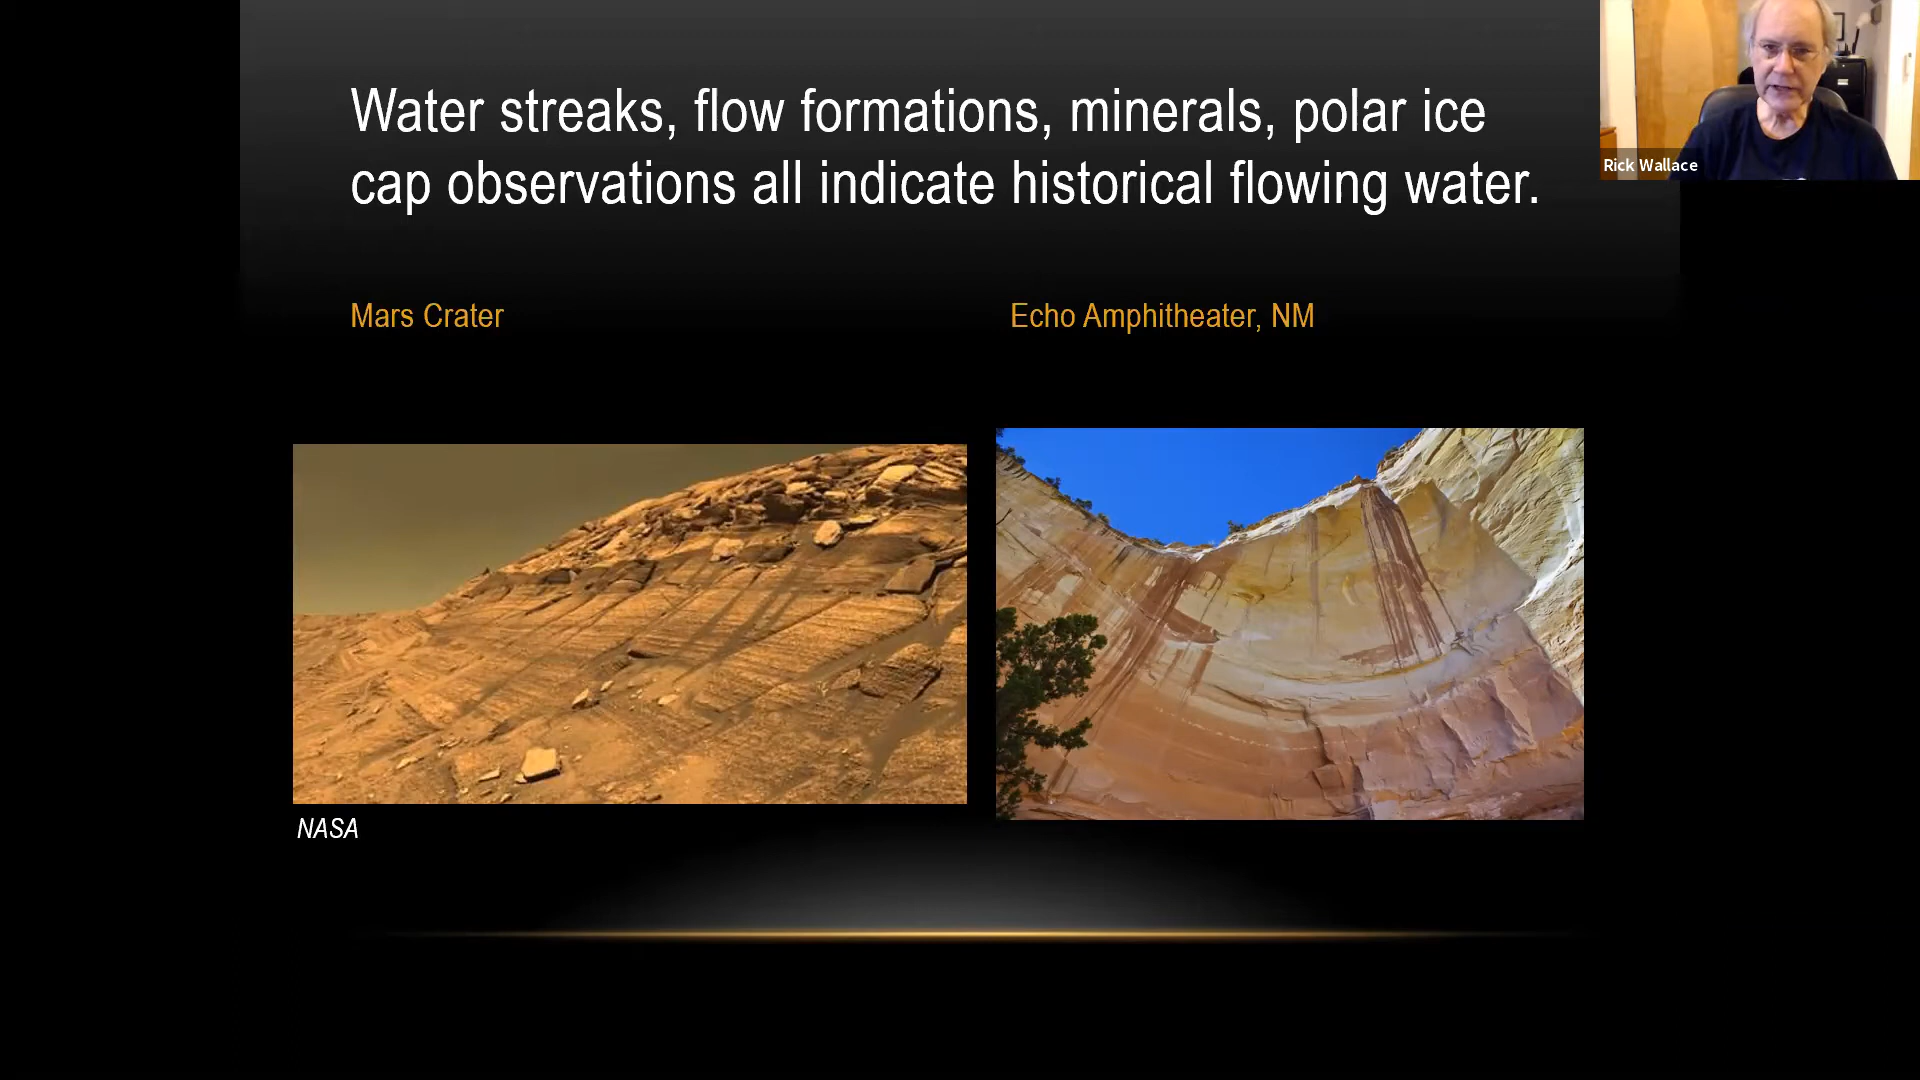 Water streaks, flow formations, minerals, polar ice
cap observations all indicate historical flowing water.
Rick Wallace
Mars Crater
Echo Amphitheater, NM
NASA